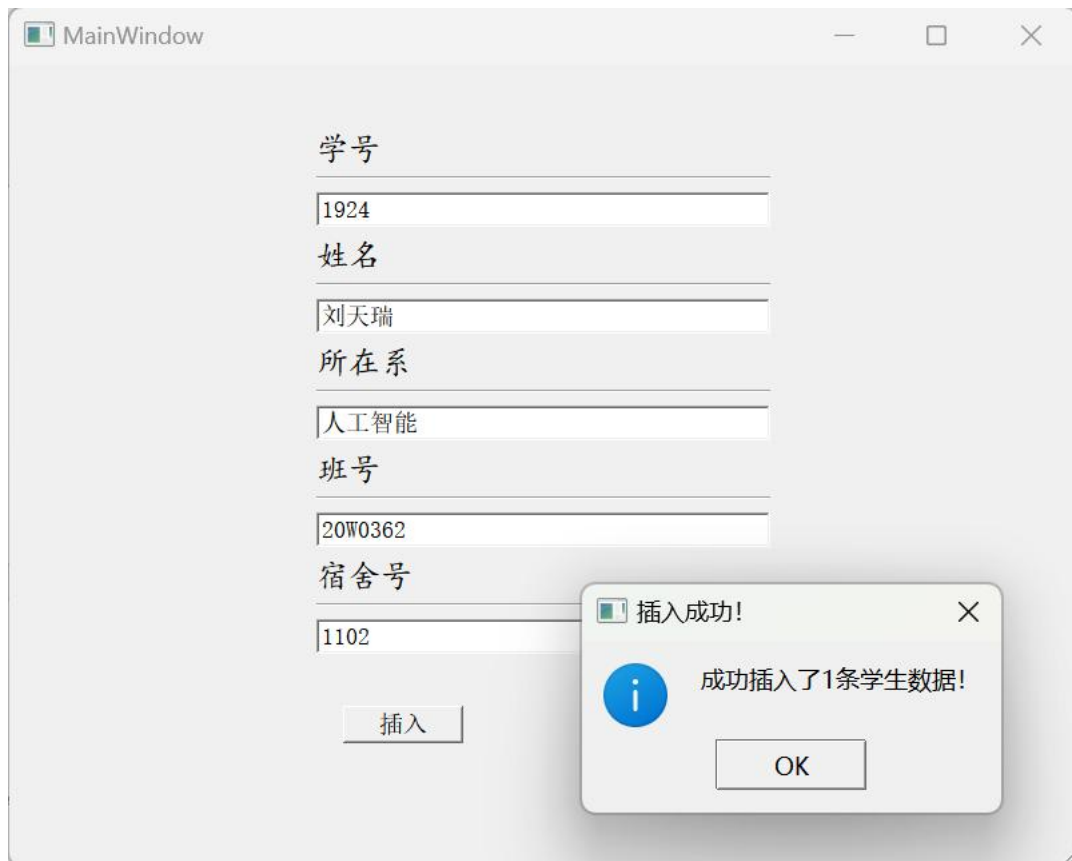 MainWindow
学号
1924
姓名
刘天瑞
所在系
人工智能
班号
20W0362
宿舍号
1102
插入
插入成功!
成功插入了1条学生数据!
OK